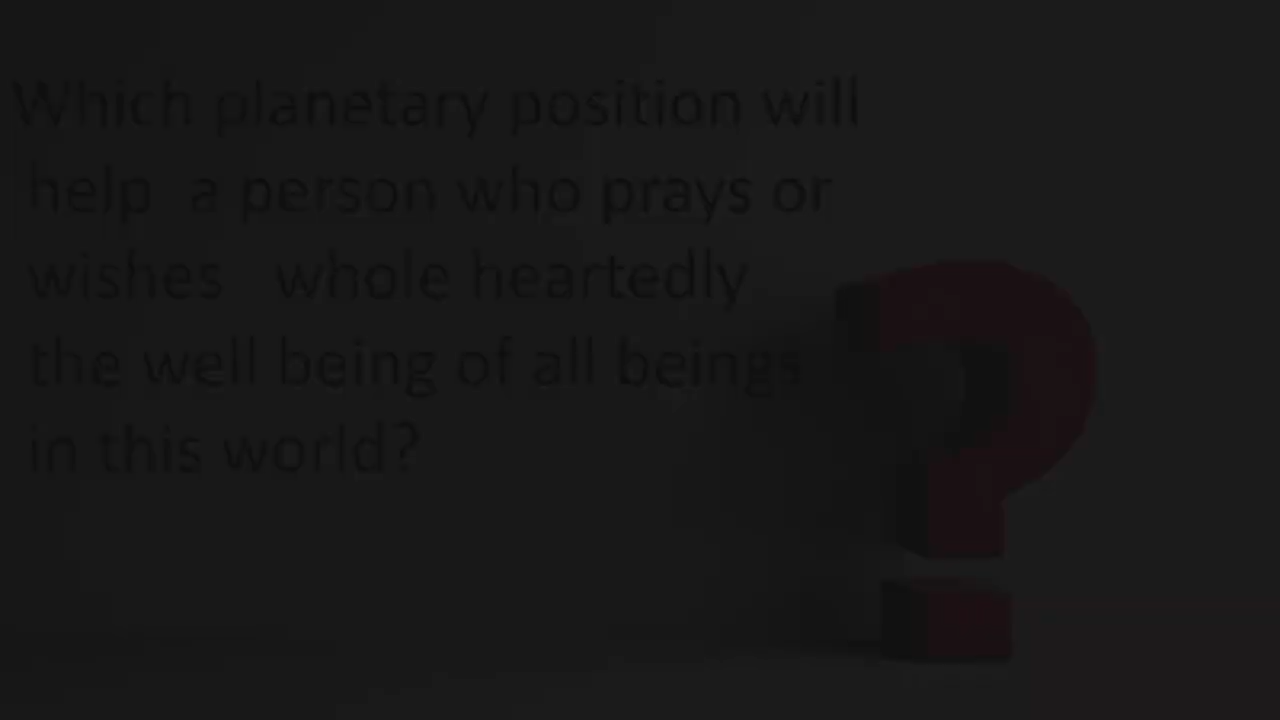 Which planetary position will
help a person who prays or
wishes whole heartedly
the well being of all beings
in this world?